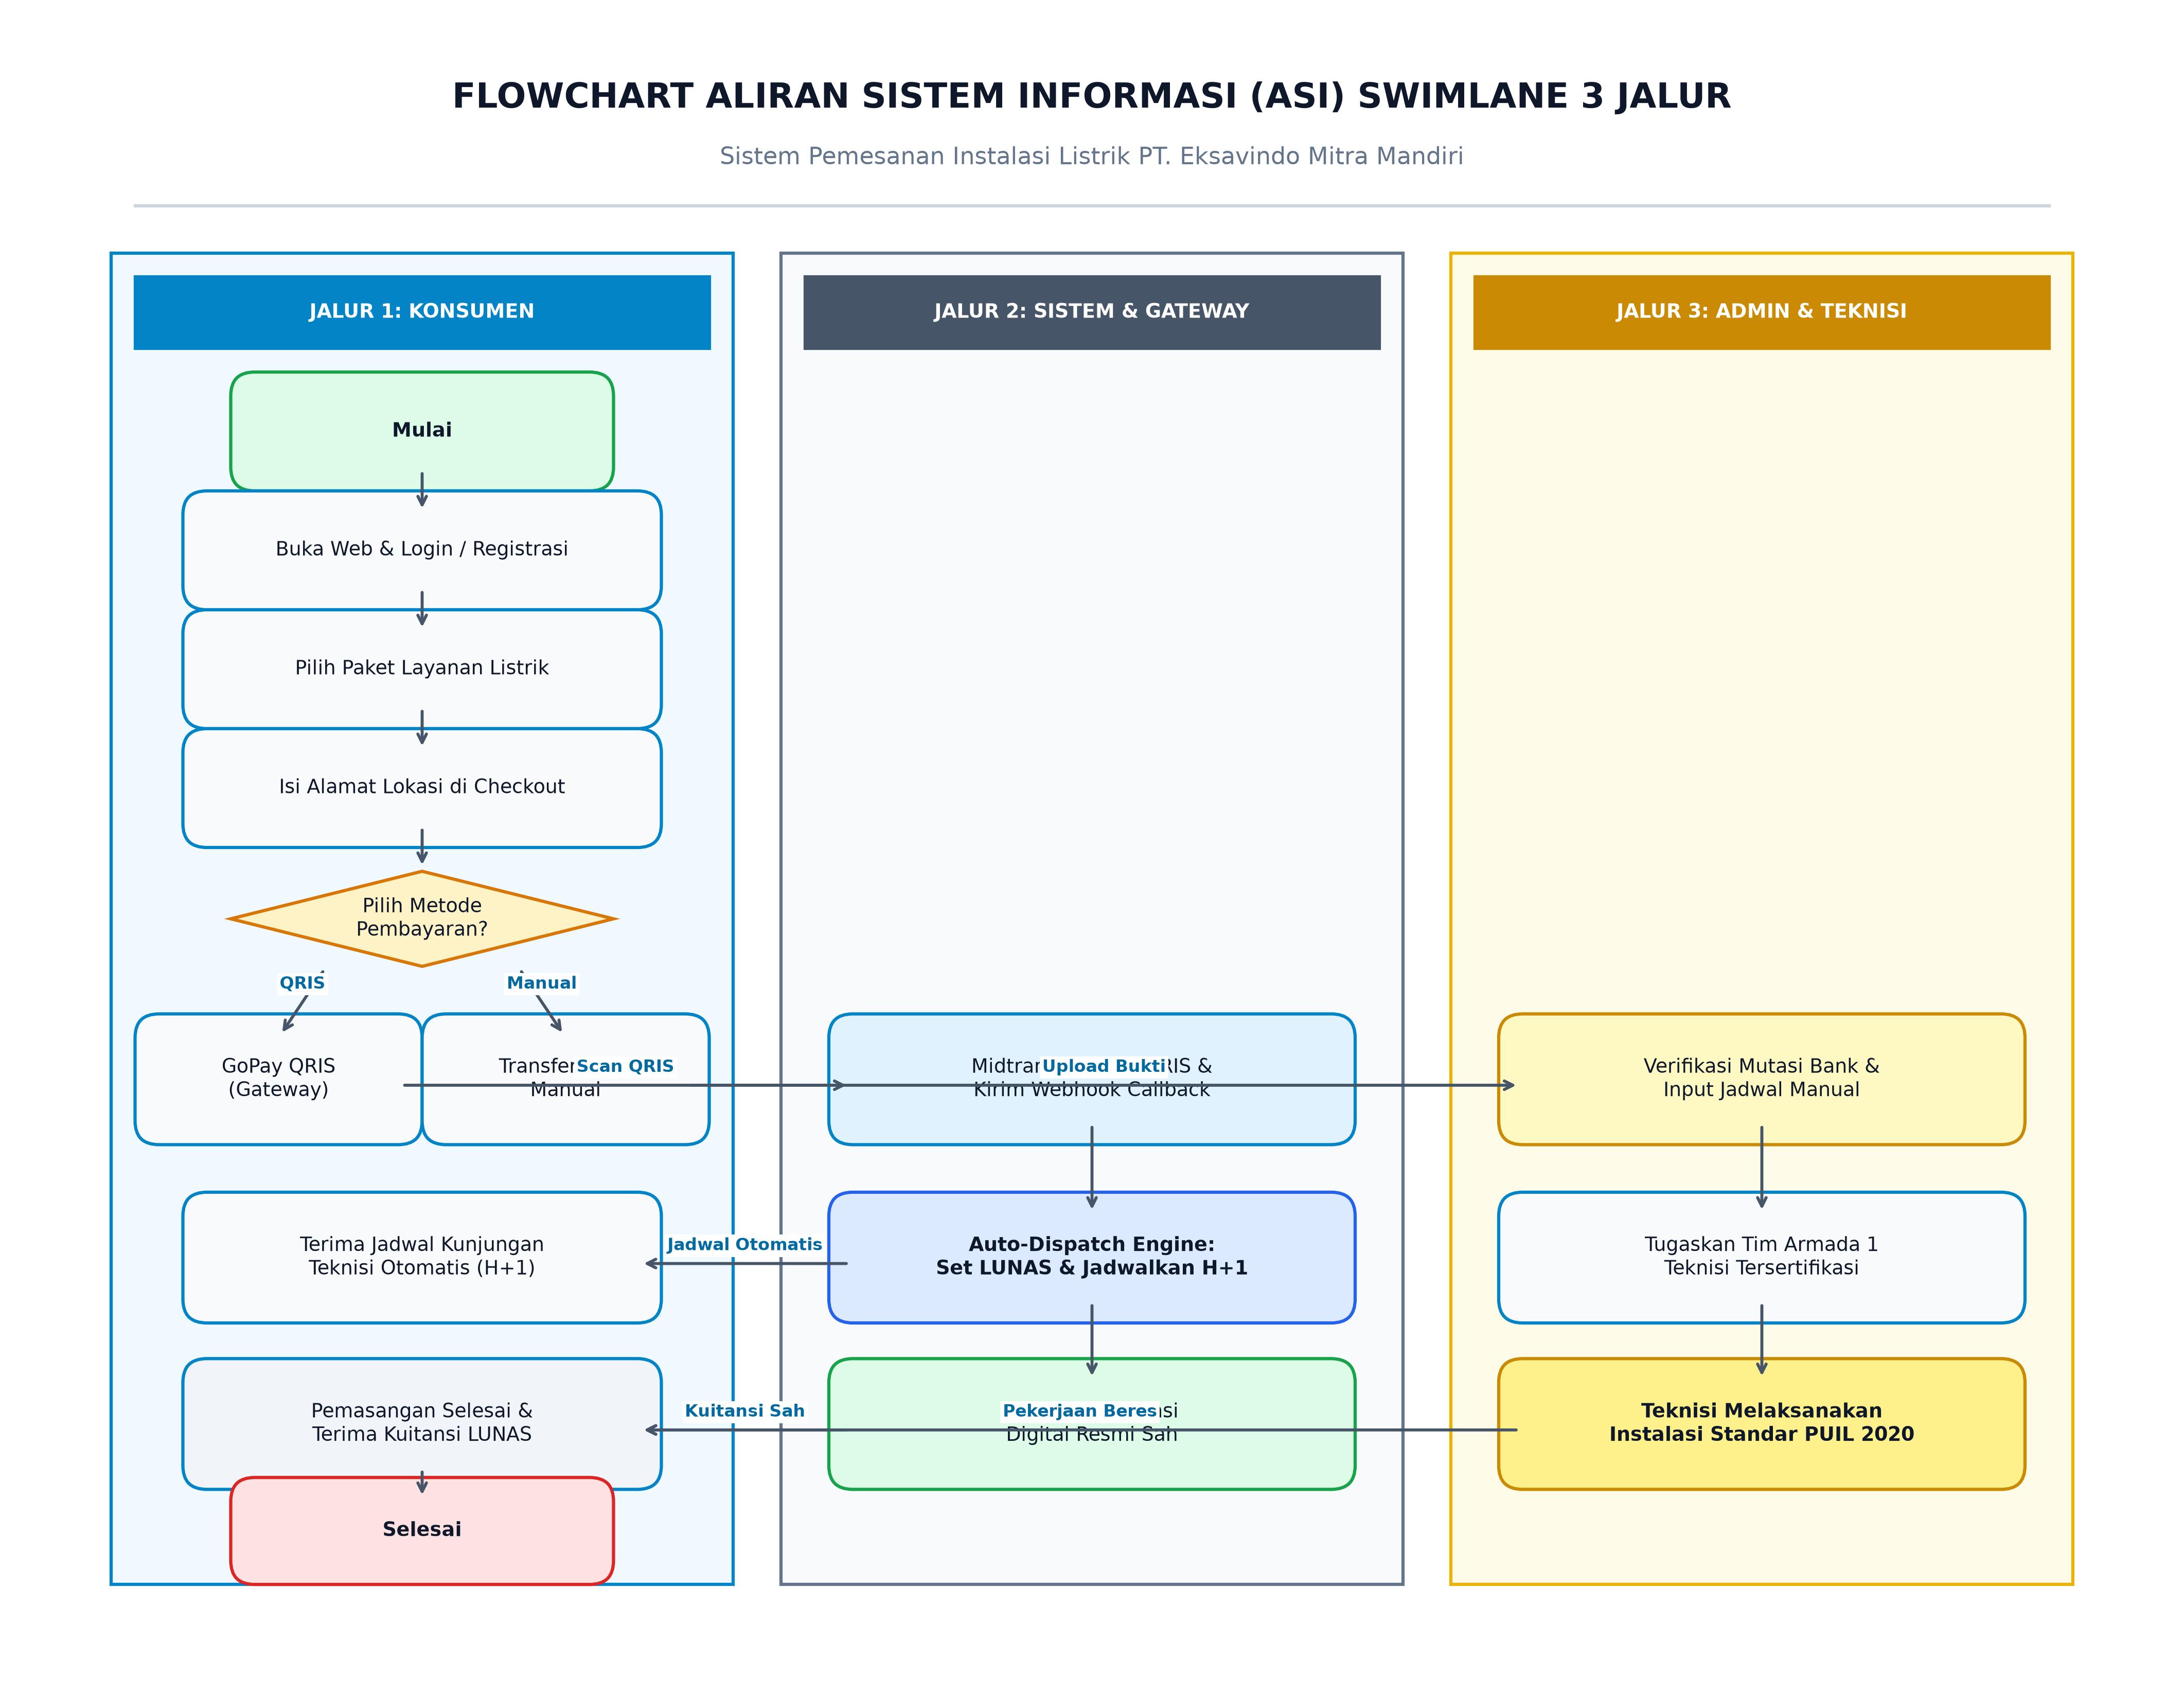 FLOWCHART ALIRAN SISTEM INFORMASI (ASI) SWIMLANE 3 JALUR
Sistem Pemesanan Instalasi Listrik PT. Eksavindo Mitra Mandiri
JALUR 1: KONSUMEN
JALUR 2: SISTEM & GATEWAY
JALUR 3: ADMIN & TEKNISI
Mulai
Buka Web & Login / Registrasi
Pilih Paket Layanan Listrik
Isi Alamat Lokasi di Checkout
Pilih Metode
Pembayaran?
QRIS
Manual
GoPay QRIS
(Gateway)
Transfer
Manual
Scan QRIS
&
Kirim Webhook Callback
Upload Bukti
Verifikasi Mutasi Bank &
Input Jadwal Manual
Terima Jadwal Kunjungan
Teknisi Otomatis (H+1)
Jadwal Otomatis
Auto-Dispatch Engine:
Set LUNAS & Jadwalkan H+1
Tugaskan Tim Armada 1
Teknisi Tersertifikasi
Pemasangan Selesai &
Terima Kuitansi LUNAS
Kuitansi Sah
Pekerjaan Beres
Digital Resmi Sah
Teknisi Melaksanakan
Instalasi Standar PUIL 2020
Selesai